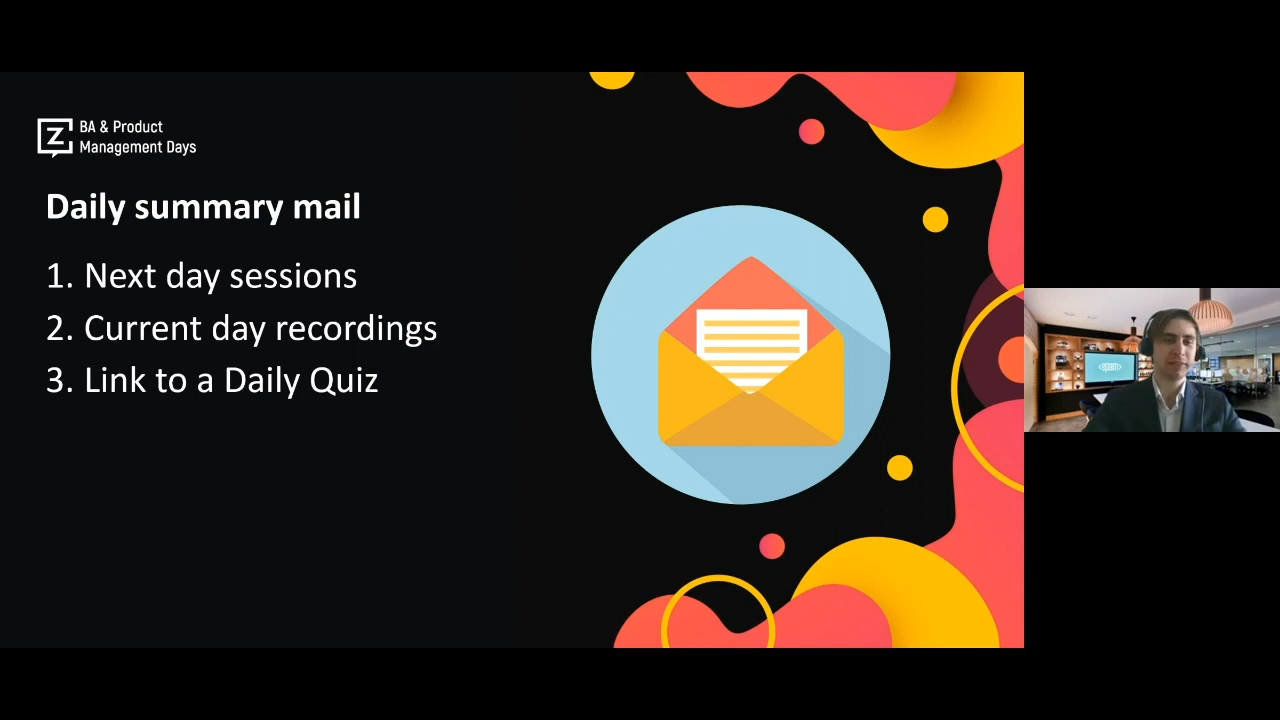 Z
BA & Product
Management Days
Daily summary mail
1. Next day sessions
2. Current day recordings
3. Link to a Daily Quiz
<epam>